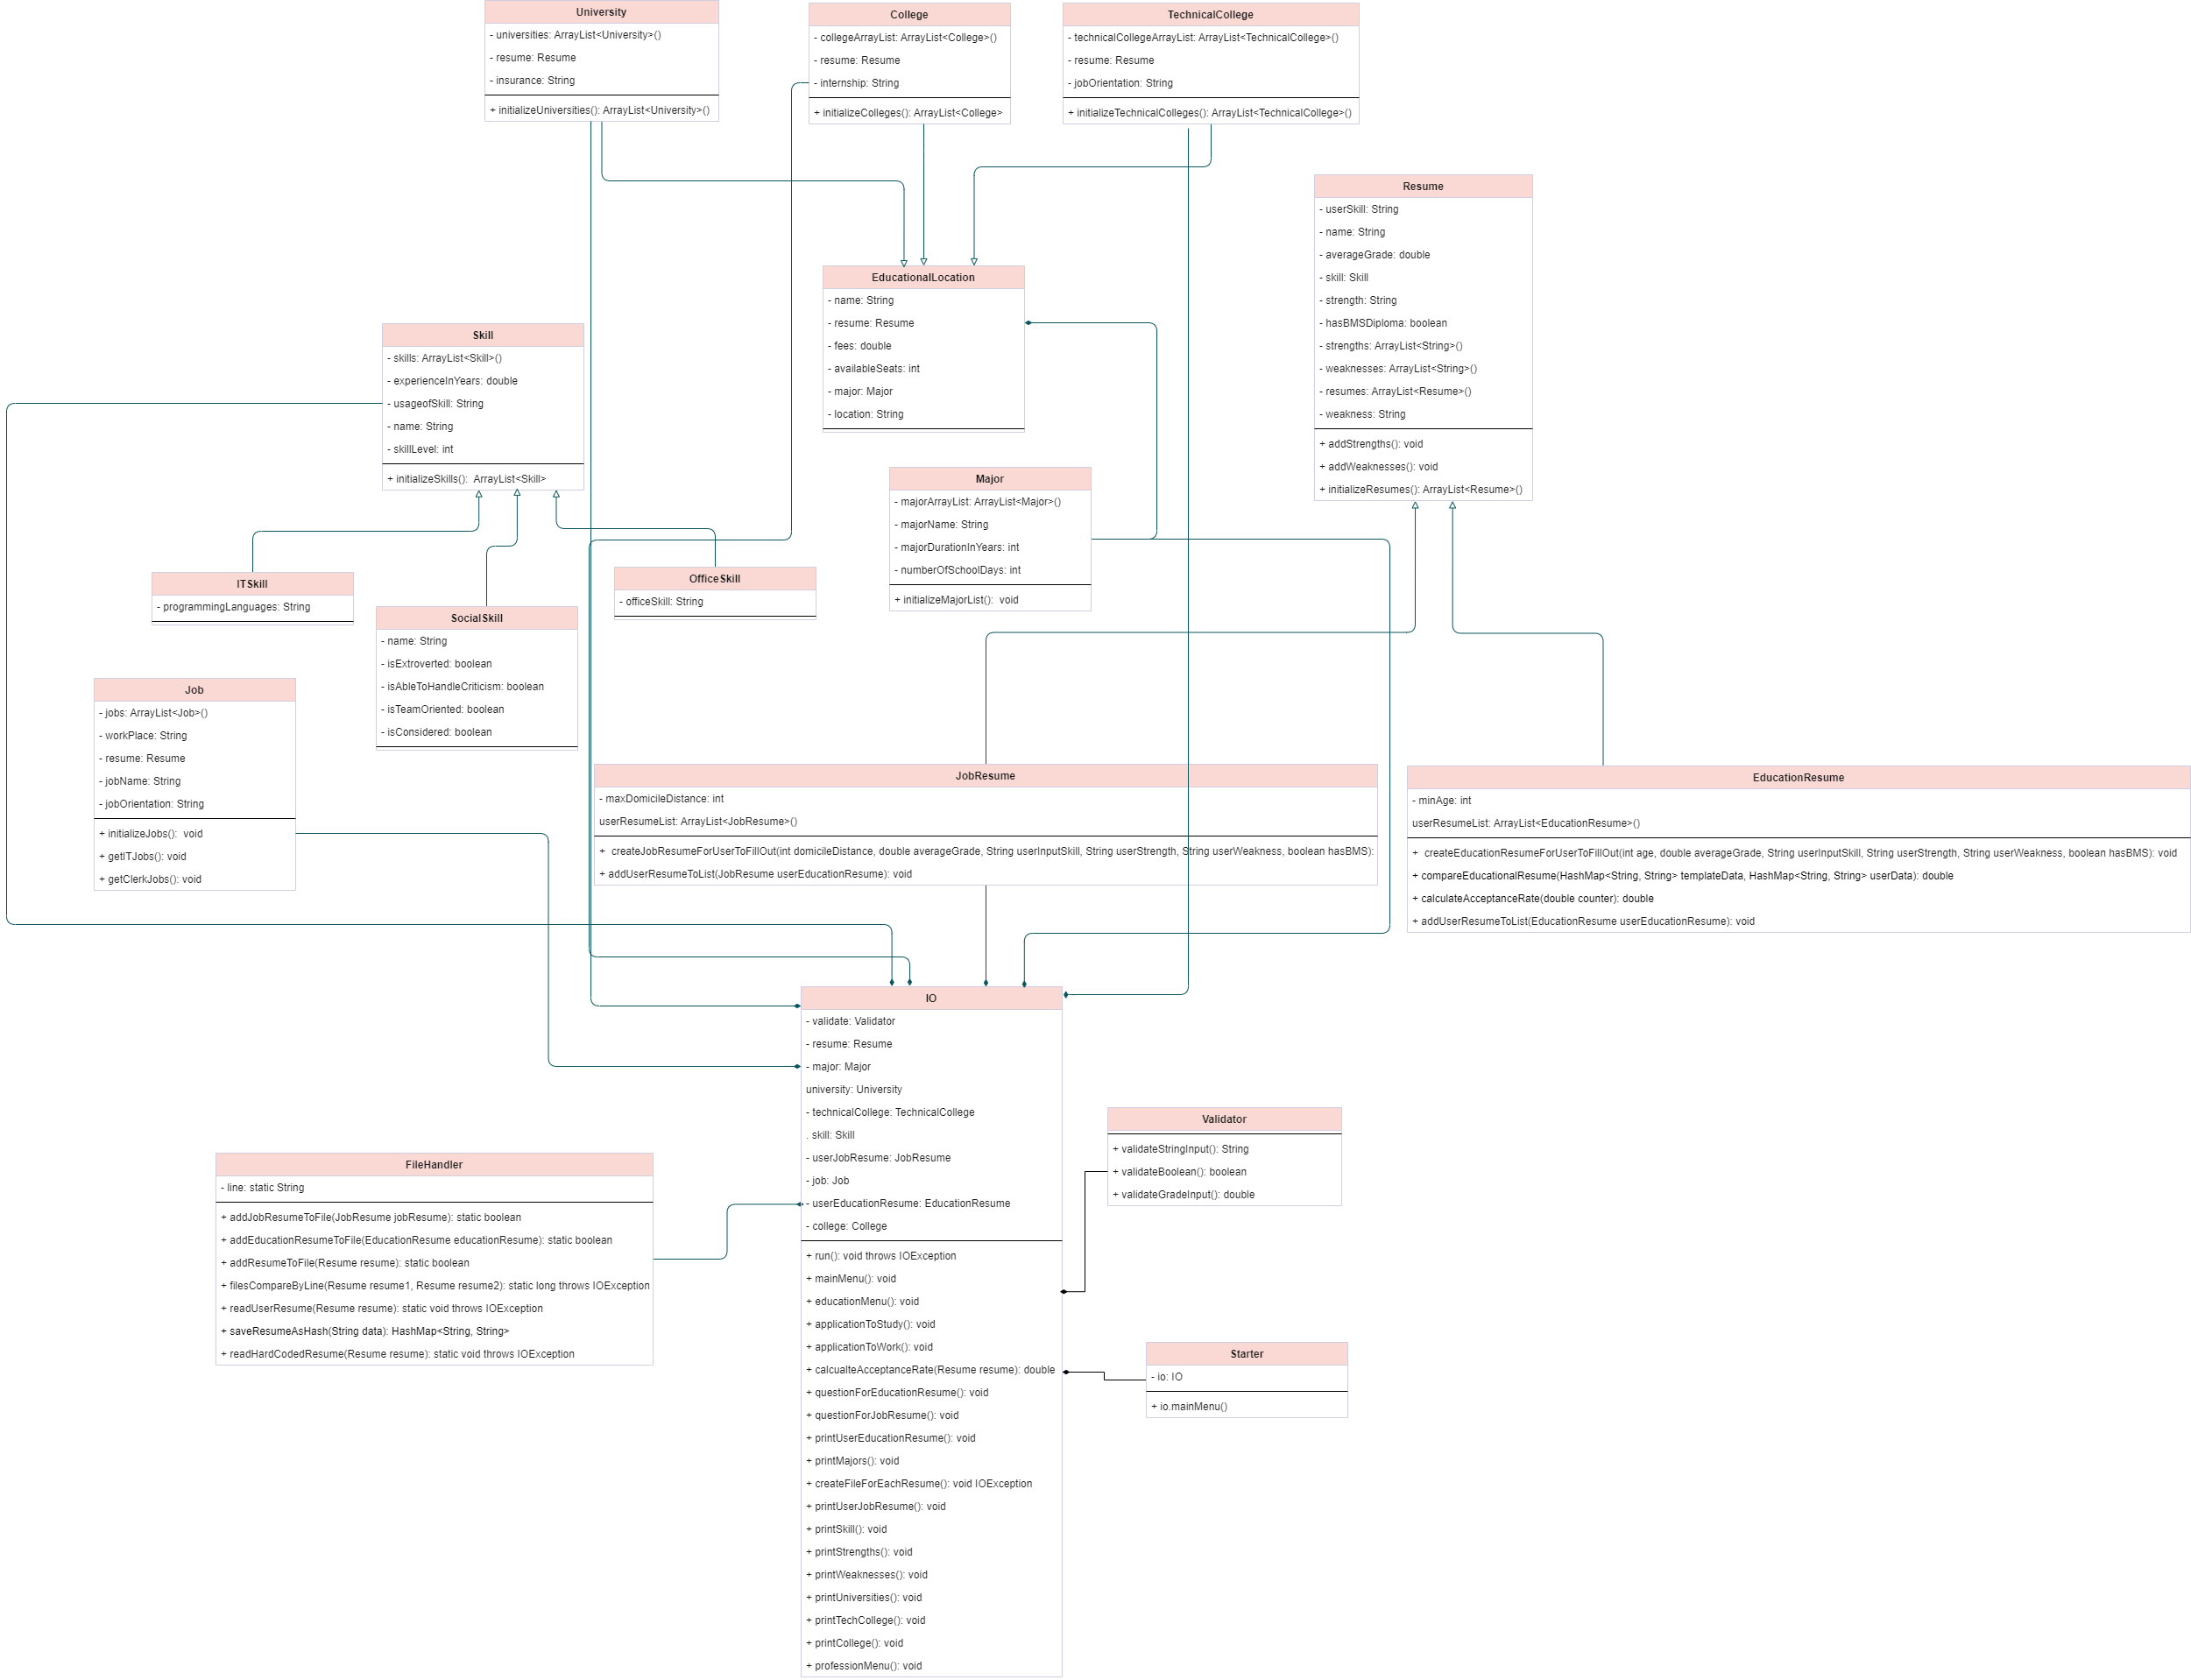 University
- universities: ArrayList<University>()
- resume: Resume
- insurance: String
+ initializeUniversities(): ArrayList<University>()
College
- collegeArrayList: ArrayList<College>()
- resume: Resume
- internship: String
+ initializeColleges(): ArrayList<College>
TechnicalCollege
- technicalCollegeArrayList: ArrayList<TechnicalCollege>()
- resume: Resume
- jobOrientation: String
+ initializeTechnicalColleges(): ArrayList<TechnicalCollege>()
Resume
- userSkill: String
- name: String
- averageGrade: double
- skill: Skill
- strength: String
- hasBMSDiploma: boolean
- strengths: ArrayList<String>()
- weaknesses: ArrayList<String>()
- resumes: ArrayList<Resume>()
- weakness: String
+ addStrengths(): void
+ addWeaknesses(): void
+ initializeResumes(): ArrayList<Resume>()
EducationalLocation
- name: String
- resume: Resume
- fees: double
- availableSeats: int
- major: Major
- location: String
Skill
- skills: ArrayList<Skill>()
- experienceInYears: double
- usageofSkill: String
- name: String
- skillLevel: int
+ initializeSkills():  ArrayList<Skill>
Major
- majorArrayList: ArrayList<Major>()
- majorName: String
- majorDurationInYears: int
- numberOfSchoolDays: int
+ initializeMajorList():  void
ITSkill
- programmingLanguages: String
SocialSkill
- name: String
- isExtroverted: boolean
- isAbleToHandleCriticism: boolean
- isTeamOriented: boolean
- isConsidered: boolean
OfficeSkill
- officeSkill: String
Job
- jobs: ArrayList<Job>()
- workPlace: String
- resume: Resume
- jobName: String
- jobOrientation: String
+ initializeJobs():  void
+ getITJobs(): void
+ getClerkJobs(): void
JobResume
- maxDomicileDistance: int
userResumeList: ArrayList<JobResume>()
+  createJobResumeForUserToFillOut(int domicileDistance, double averageGrade, String userInputSkill, String userStrength, String userWeakness, boolean hasBMS):
+ addUserResumeToList(JobResume userEducationResume): void
EducationResume
- minAge: int
userResumeList: ArrayList<EducationResume>()
+  createEducationResumeForUserToFillOut(int age, double averageGrade, String userInputSkill, String userStrength, String userWeakness, boolean hasBMS): void
+ compareEducationalResume(HashMap<String, String> templateData, HashMap<String, String> userData): double
+ calculateAcceptanceRate(double counter): double
+ addUserResumeToList(EducationResume userEducationResume): void
IO
- validate: Validator
- resume: Resume
- major: Major
university: University
- technicalCollege: TechnicalCollege
. skill: Skill
- userJobResume: JobResume
- job: Job
- userEducationResume: EducationResume
- college: College
+ run(): void throws IOException
+ mainMenu(): void
+ educationMenu(): void
+ applicationToStudy(): void
+ applicationToWork(): void
+ calcualteAcceptanceRate(Resume resume): double
+ questionForEducationResume(): void
+ questionForJobResume(): void
+ printUserEducationResume(): void
+ printMajors(): void
+ createFileForEachResume(): void IOException
+ printUserJobResume(): void
+ printSkill(): void
+ printStrengths(): void
+ printWeaknesses(): void
+ printUniversities(): void
+ printTechCollege(): void
+ printCollege(): void
+ professionMenu(): void
Validator
+ validateStringInput(): String
+ validateBoolean(): boolean
+ validateGradeInput(): double
FileHandler
- line: static String
+ addJobResumeToFile(JobResume jobResume): static boolean
+ addEducationResumeToFile(EducationResume educationResume): static boolean
+ addResumeToFile(Resume resume): static boolean
+ filesCompareByLine(Resume resume1, Resume resume2): static long throws IOException
+ readUserResume(Resume resume): static void throws IOException
+ saveResumeAsHash(String data): HashMap<String, String>
+ readHardCodedResume(Resume resume): static void throws IOException
Starter
- io: IO
+ io.mainMenu()